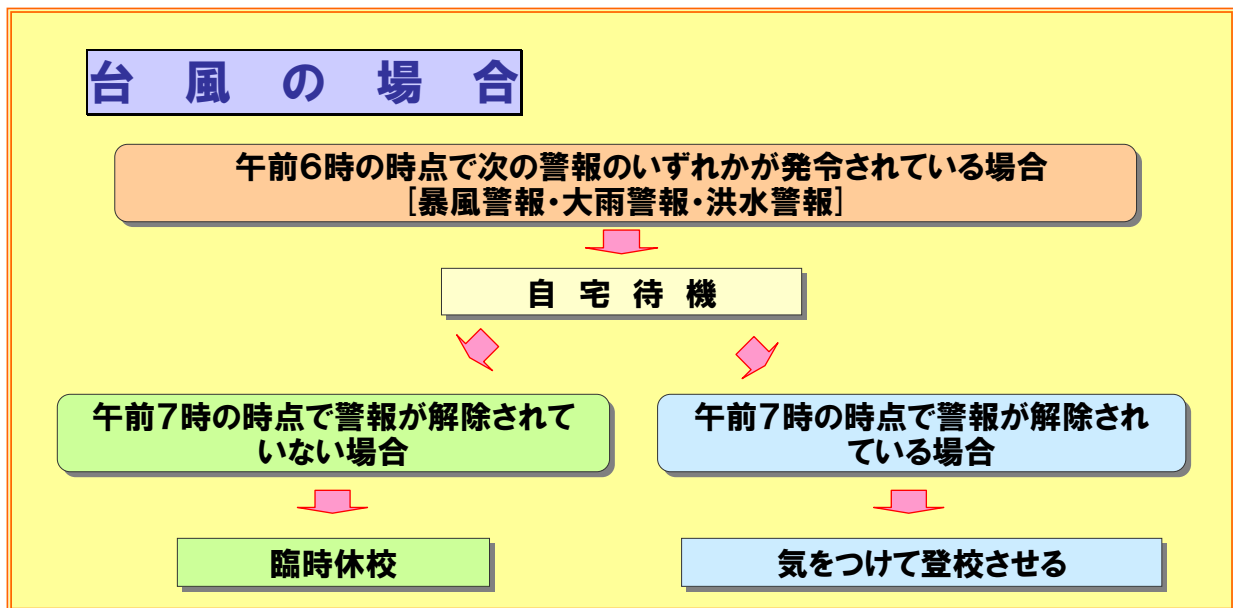 台風の場合
午前6時の時点で次の警報のいずれかが発令されている場合
[暴風警報・大雨警報・洪水警報]
自宅待機
午前7時の時点で警報が解除されて
いない場合
午前7時の時点で警報が解除され
ている場合
臨時休校
気をつけて登校させる